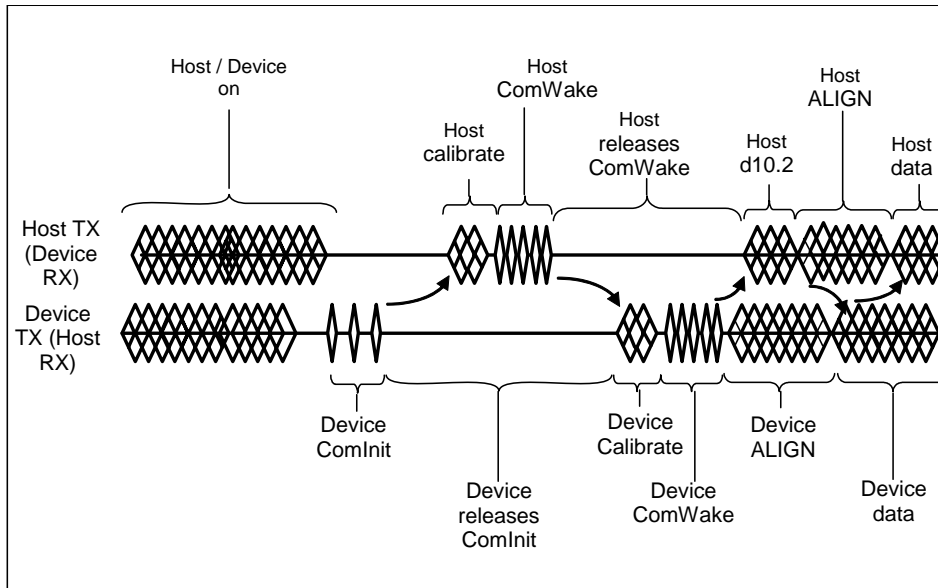 Host / Device
on
Host
ComWake
Host
calibrate
Host
releases
ComWake
Host
d10.2
Host
ALIGN
Host
data
Host TX
(Device
RX)
Device
TX (Host
RX)
Device
ComInit
Device
releases
ComInit
Device
Calibrate
Device
ComWake
Device
ALIGN
Device
data